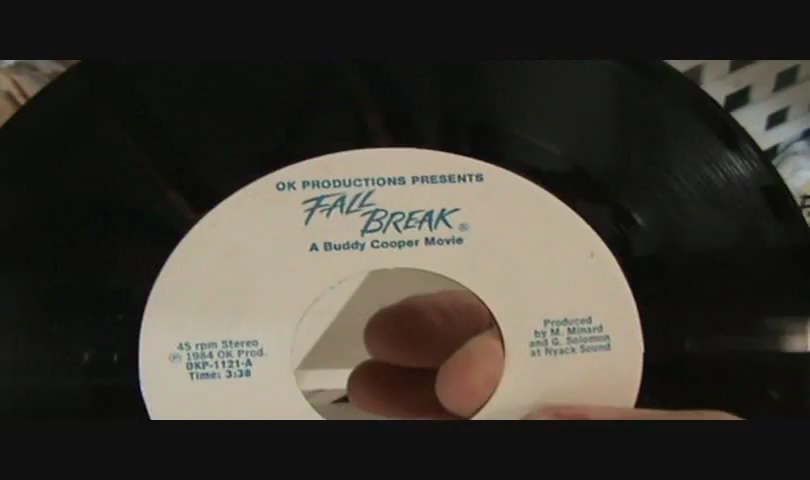 OK PRODUCTIONS PRESENTS
FALL
BREAK®
A Buddy Cooper Movie
45 rpm Stereo
℗ 1984 OK Prod.
OKP-1121-A
Time: 3:38
Produced
by M. Minard
and G. Solomon
at Nyack Sound